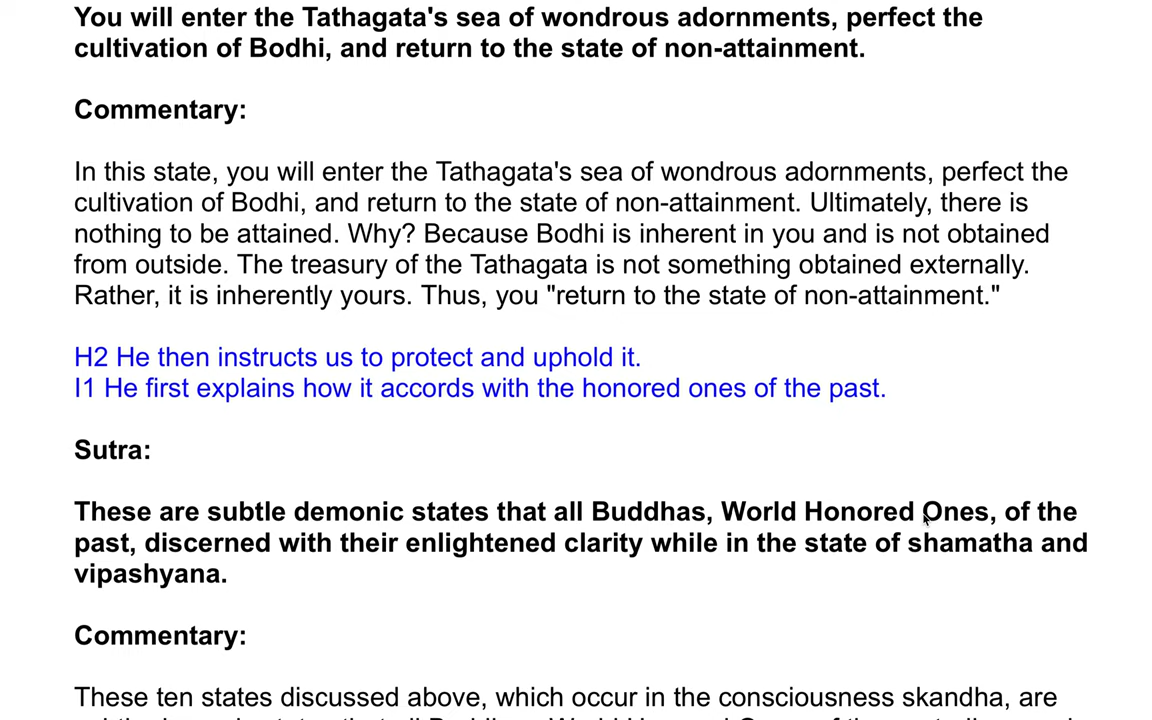 You will enter the Tathagata's sea of wondrous adornments, perfect the
cultivation of Bodhi, and return to the state of non-attainment.
Commentary:
In this state, you will enter the Tathagata's sea of wondrous adornments, perfect the
cultivation of Bodhi, and return to the state of non-attainment. Ultimately, there is
nothing to be attained. Why? Because Bodhi is inherent in you and is not obtained
from outside. The treasury of the Tathagata is not something obtained externally.
Rather, it is inherently yours. Thus, you "return to the state of non-attainment."
H2 He then instructs us to protect and uphold it.
I1 He first explains how it accords with the honored ones of the past.
Sutra:
These are subtle demonic states that all Buddhas, World Honored Ones, of the
past, discerned with their enlightened clarity while in the state of shamatha and
vipashyana.
Commentary:
These ten states discussed above, which occur in the consciousness skandha, are